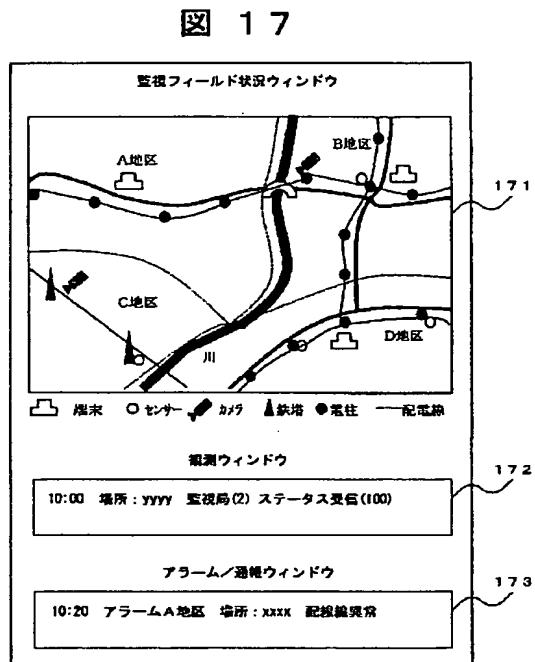 図 17
監視フィールド状況ウィンドウ
A地区
B地区
171
C地区
D地区
川
端末 センサー カメラ 鉄塔 電柱 配電線
観測ウィンドウ
172
10:00 場所:yyyy 監視局(2) ステータス受信(100)
アラーム/通報ウィンドウ
173
10:20 アラームA地区 場所:xxxx 配線線異常